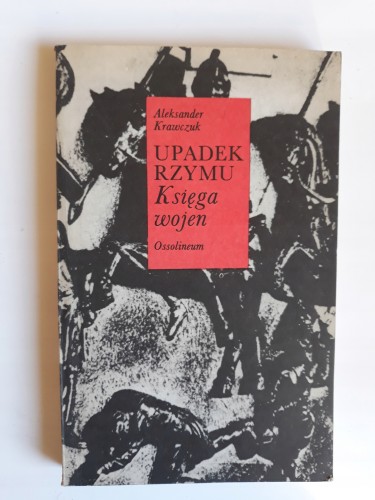 Aleksander
Krawczuk
UPADEK
RZYMU
Księga
wojen
Ossolineum